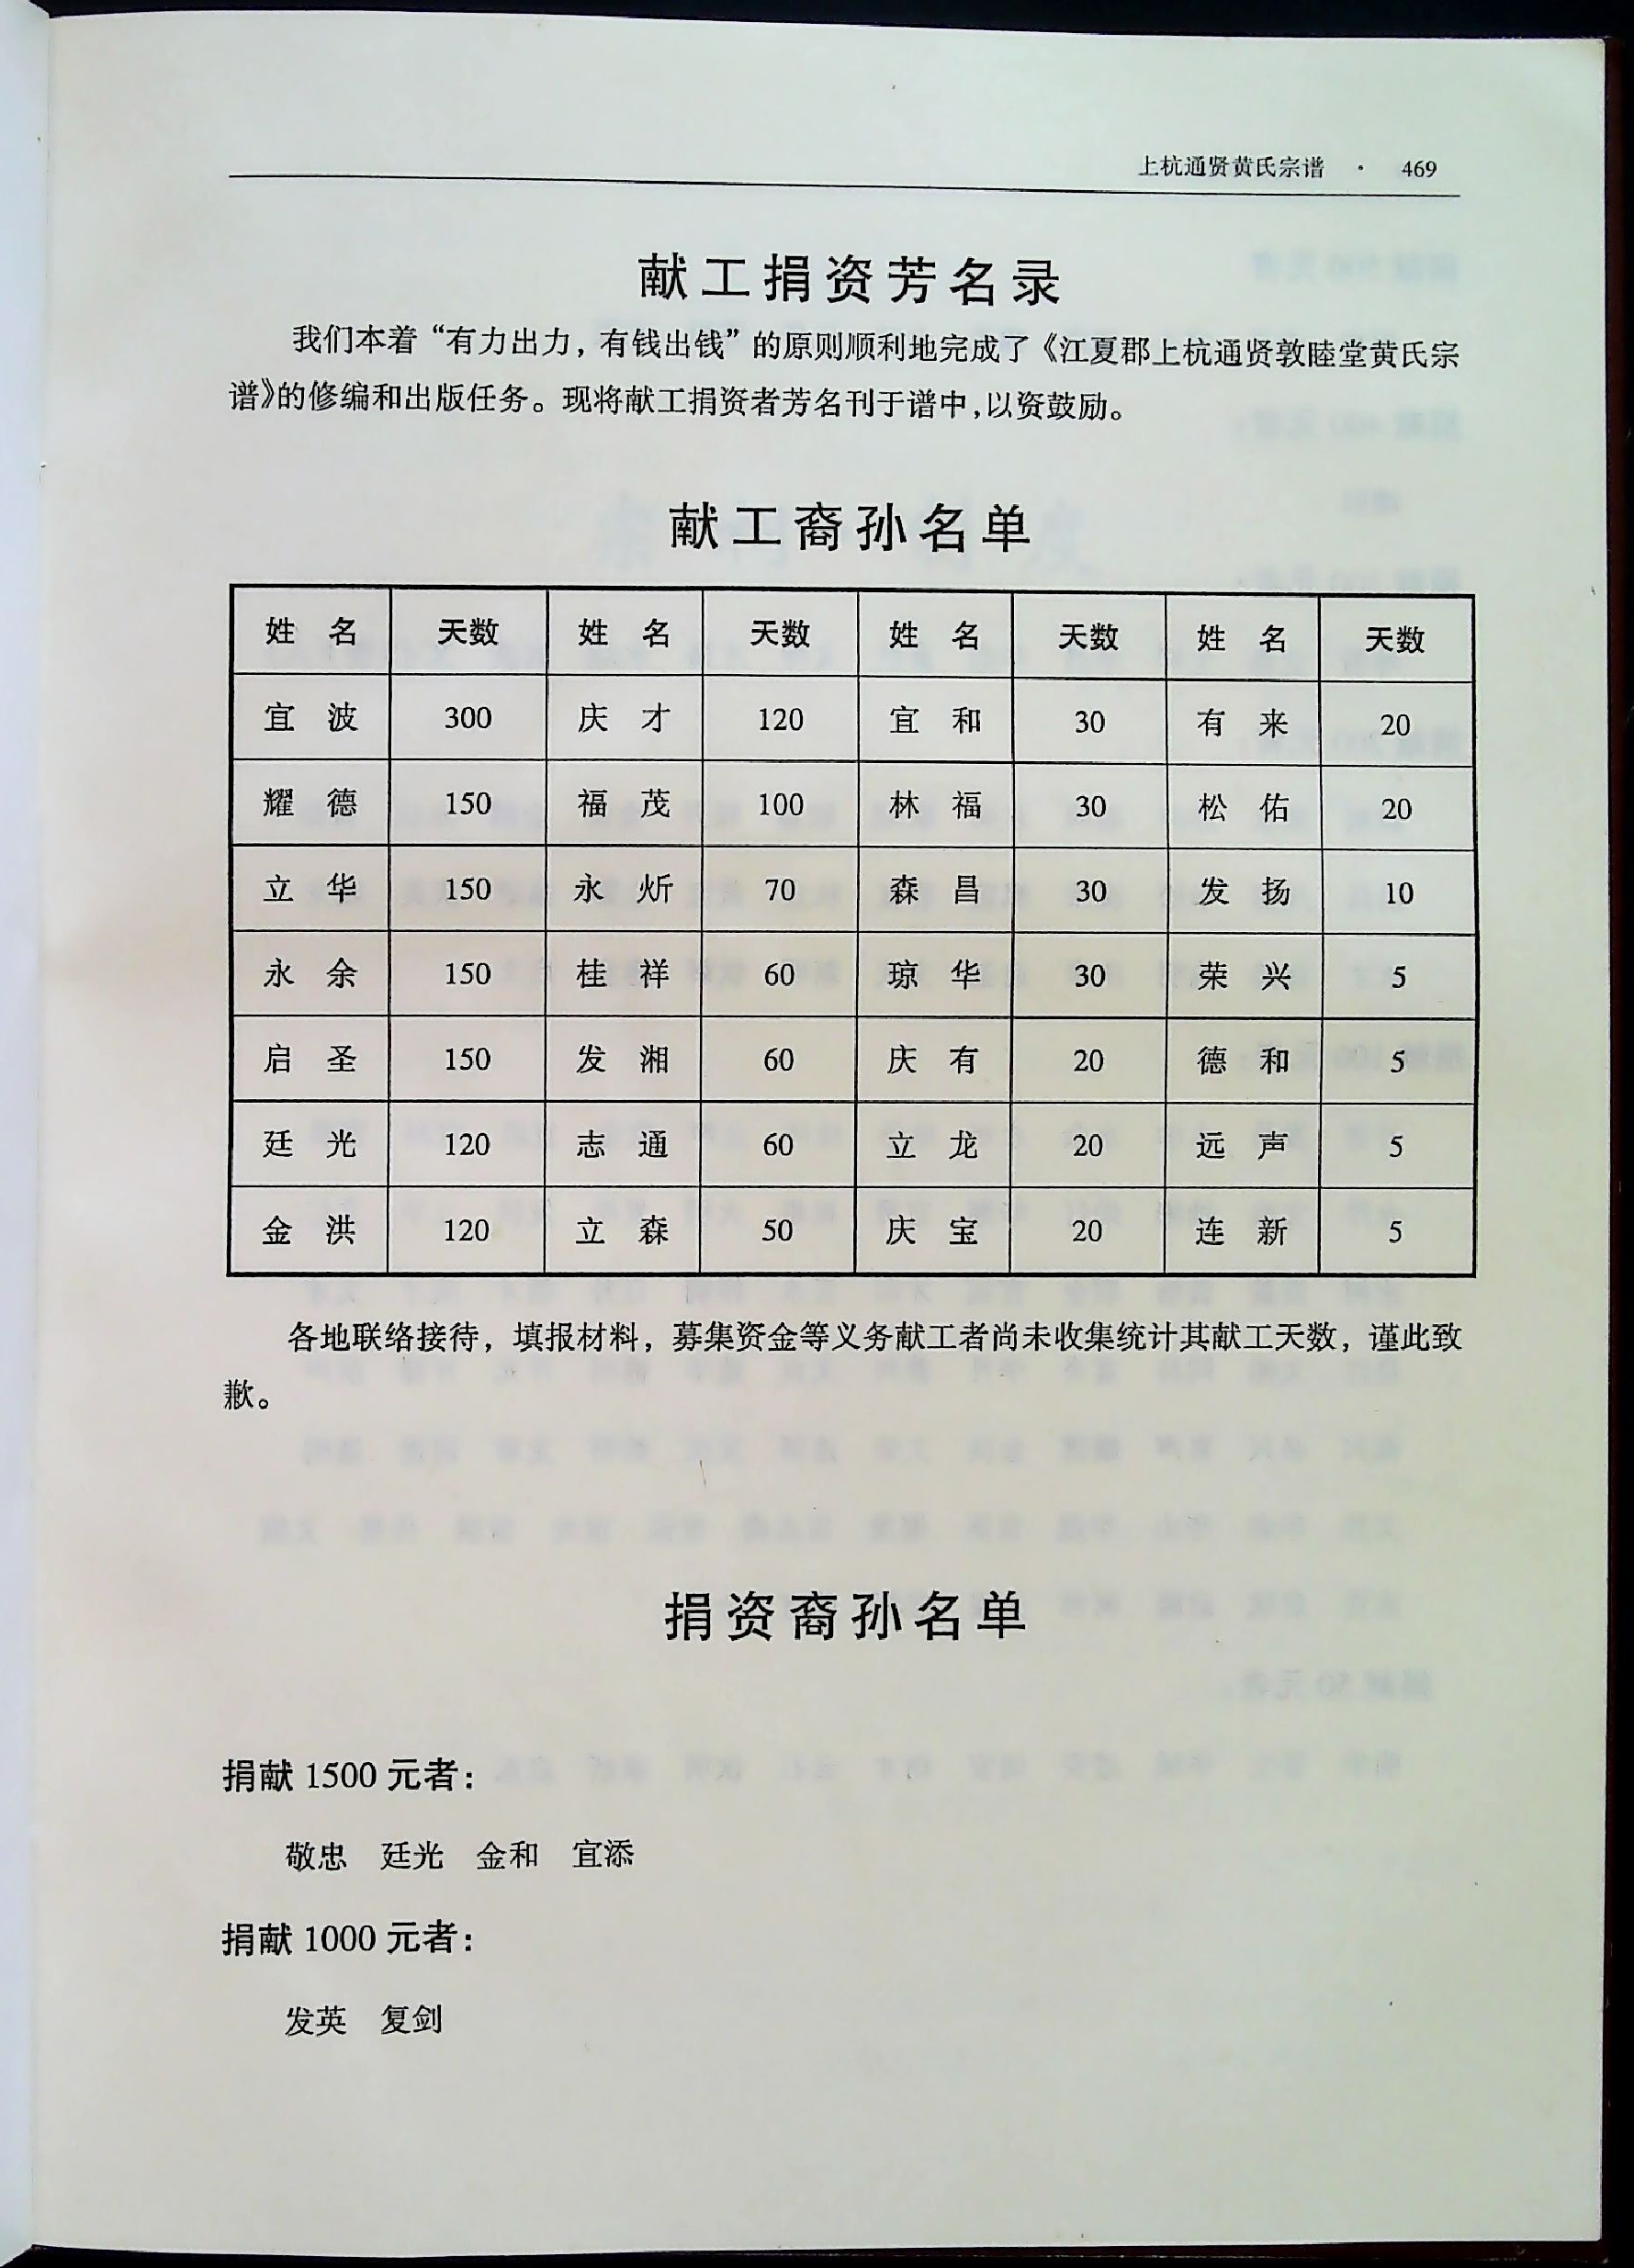 上杭通贤黄氏宗谱 · 469
献工捐资芳名录
我们本着“有力出力，有钱出钱”的原则顺利地完成了《江夏郡上杭通贤敦睦堂黄氏宗
谱》的修编和出版任务。现将献工捐资者芳名刊于谱中，以资鼓励。
献工裔孙名单
姓 名 天数 姓 名 天数 姓 名 天数 姓 名 天数
宜 波 300 庆 才 120 宜 和 30 有 来 20
耀 德 150 福 茂 100 林 福 30 松 佑 20
立 华 150 永 炘 70 森 昌 30 发 扬 10
永 余 150 桂 祥 60 琼 华 30 荣 兴 5
启 圣 150 发 湘 60 庆 有 20 德 和 5
廷 光 120 志 通 60 立 龙 20 远 声 5
金 洪 120 立 森 50 庆 宝 20 连 新 5
各地联络接待，填报材料，募集资金等义务献工者尚未收集统计其献工天数，谨此致
歉。
捐资裔孙名单
捐献 1500 元者：
敬忠 廷光 金和 宜添
捐献 1000 元者：
发英 复剑